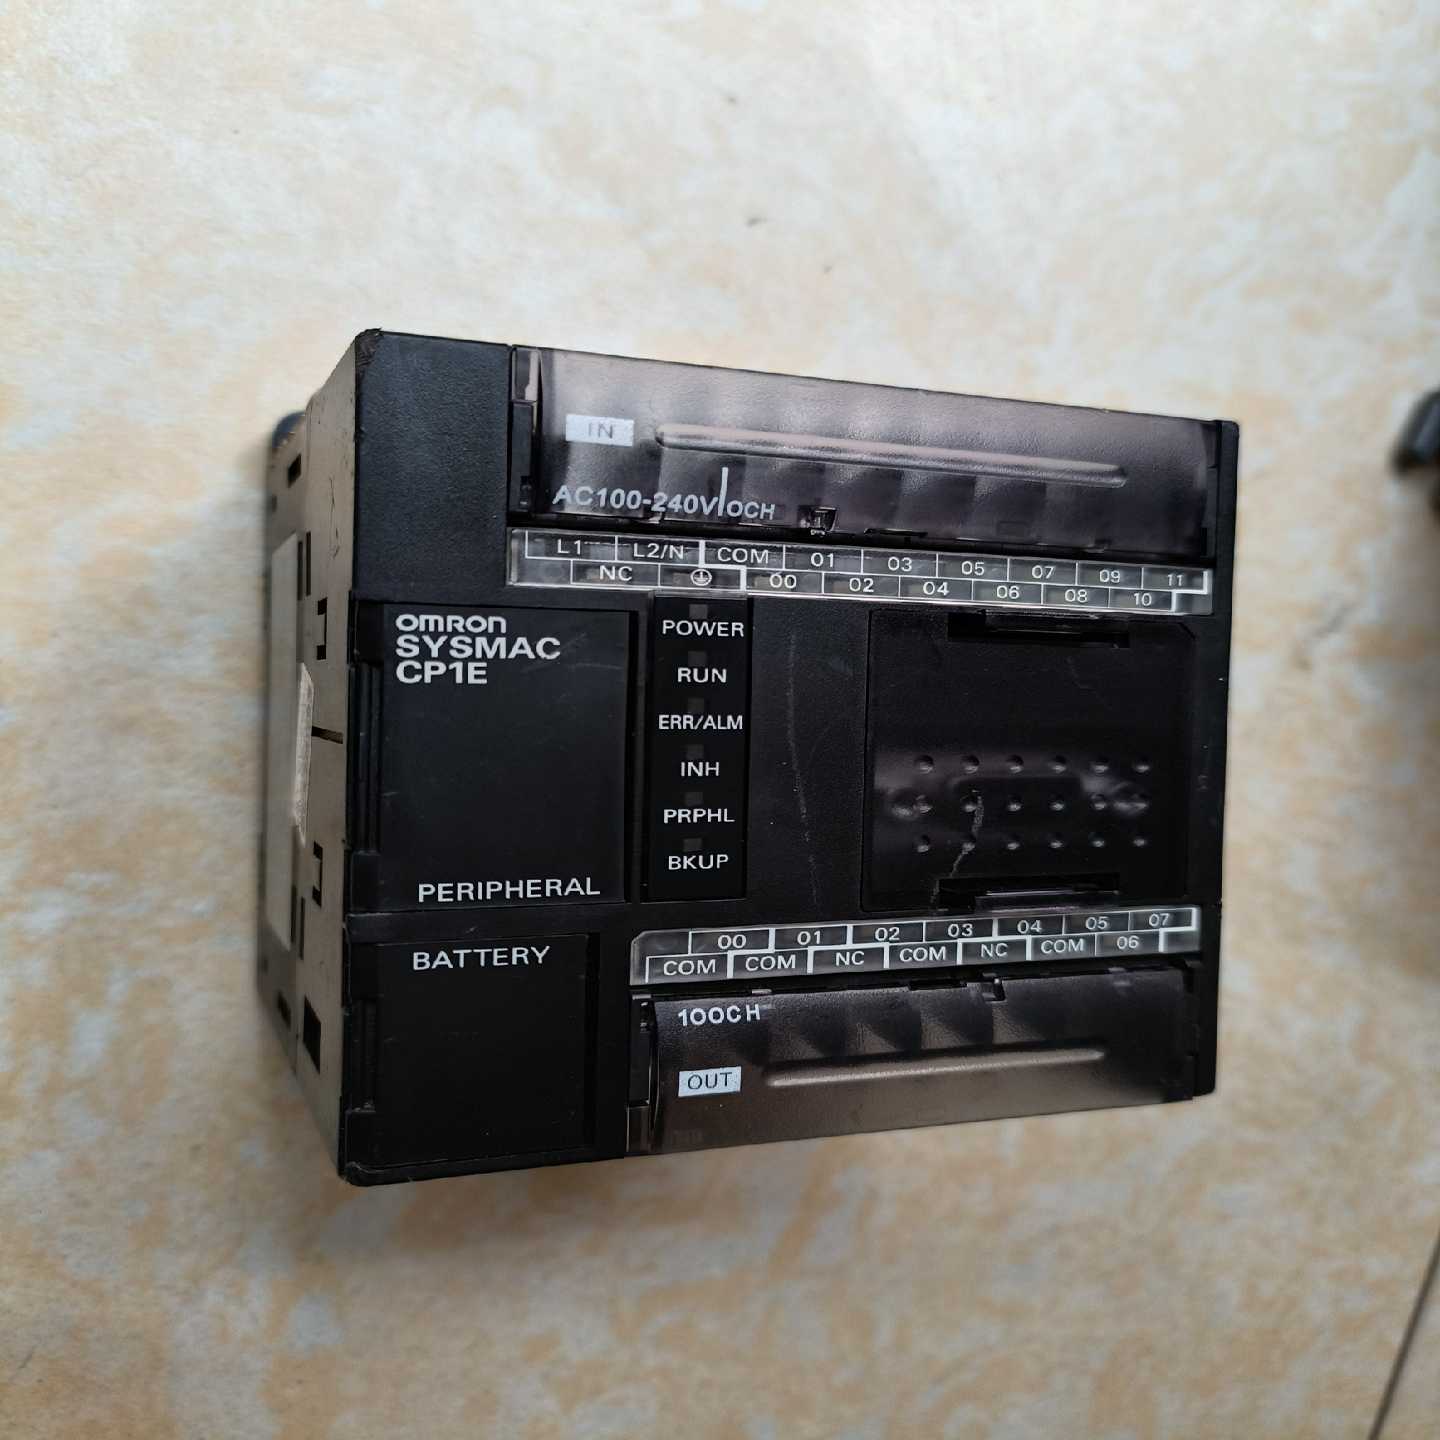 IN
AC100-240V 0CH
L1 L2/N COM 01 03 05 07 09 11
NC 00 02 04 06 08 10
OMRON
SYSMAC
CP1E
POWER
RUN
ERR/ALM
INH
PRPHL
BKUP
PERIPHERAL
BATTERY
00 01 02 03 04 05 07
COM COM NC COM NC COM 06
100CH
OUT